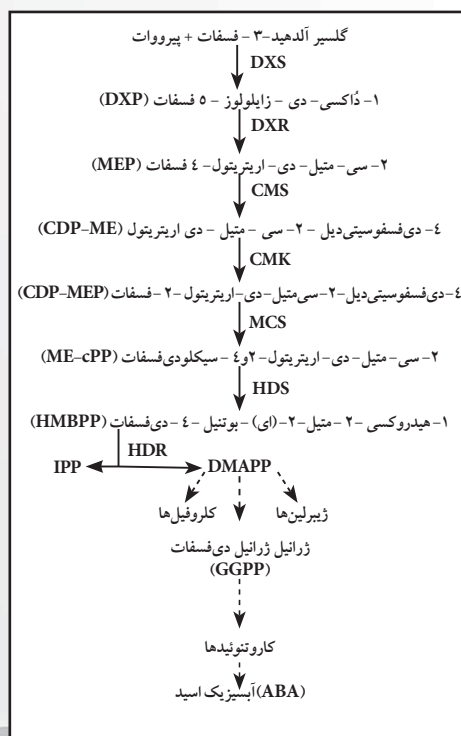 گلسیر آلدهید-۳ - فسفات + پیرووات
DXS
۱- دُاکسی- دی - زایلولوز - ۵ فسفات (DXP)
DXR
۲- سی- متیل- دی- اریتریتول- ٤ فسفات (MEP)
CMS
٤- دی‌فسفوسیتی‌دیل - ۲- سی - متیل - دی اریتریتول (CDP-ME)
CMK
٤-دی‌فسفوسیتی‌دیل-۲-سی‌متیل-دی-اریتریتول-۲- فسفات (CDP-MEP)
MCS
۲- سی- متیل- دی- اریتریتول- ۲و٤ - سیکلودی‌فسفات (ME-cPP)
HDS
۱- هیدروکسی - ۲- متیل- ۲-(ای)- بوتنیل - ٤- دی‌فسفات (HMBPP)
HDR
IPP DMAPP
کلروفیل‌ها ژیبرلین‌ها
ژرانیل ژرانیل دی‌فسفات
(GGPP)
کاروتنوئیدها
آبسیزیک اسید(ABA)